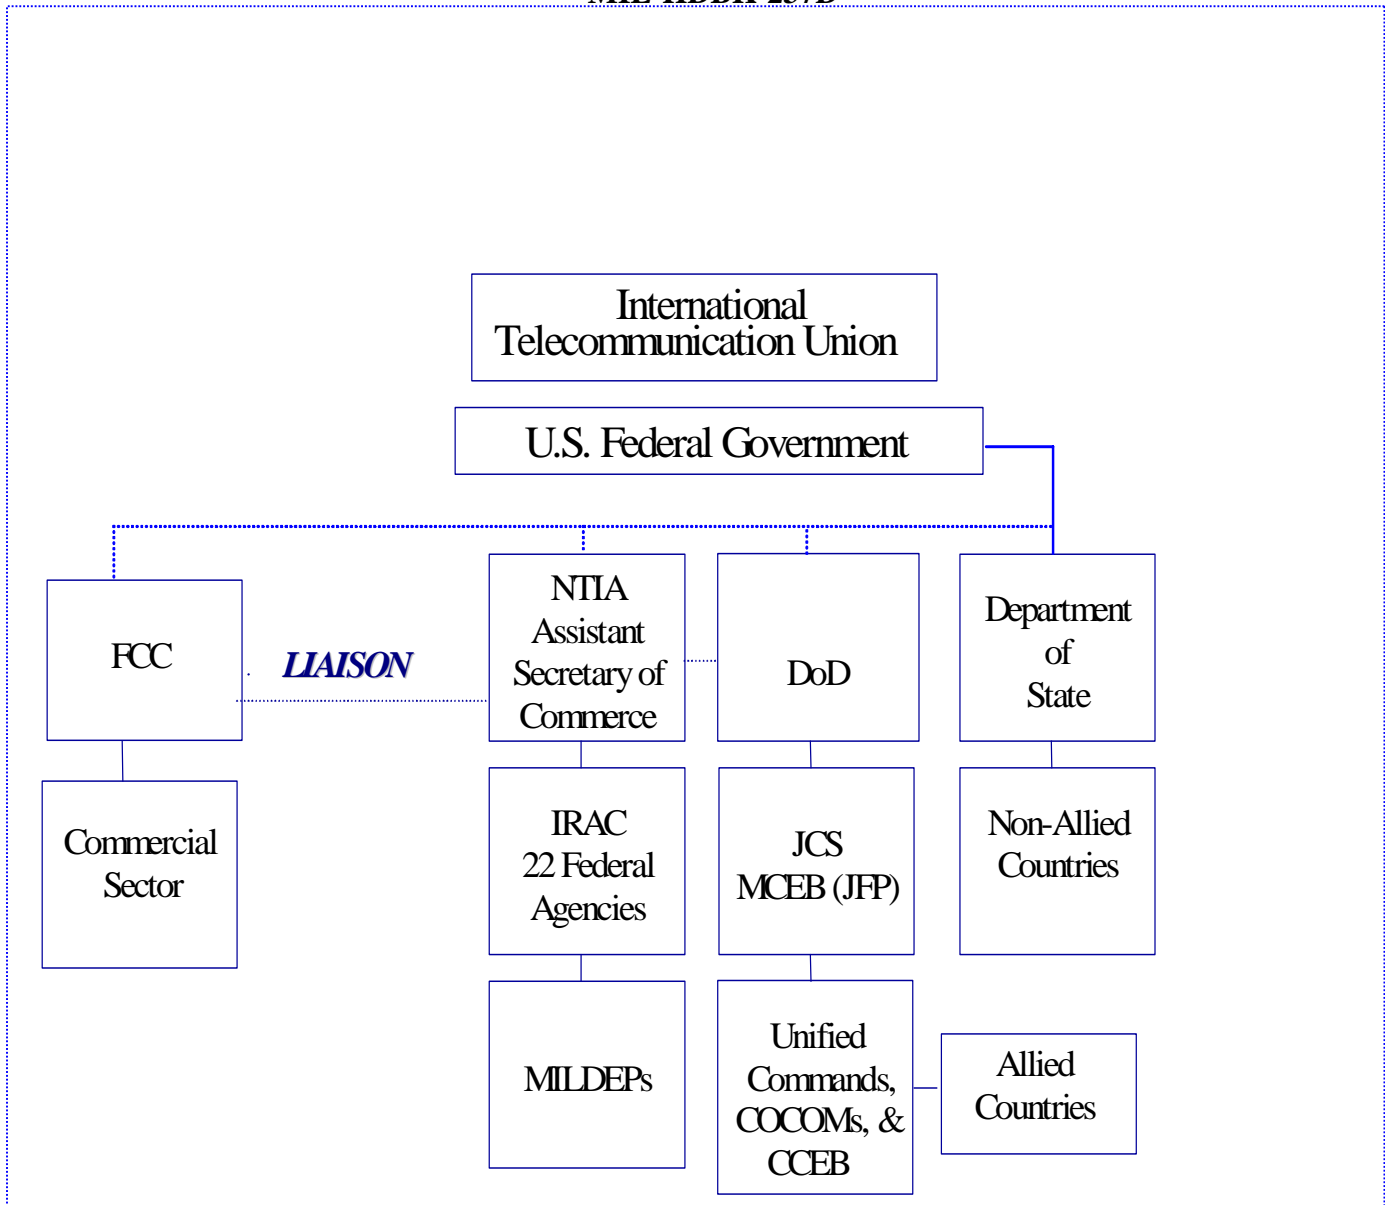 International
Telecommunication Union
U.S. Federal Government
FCC
LIAISON
NTIA
Assistant
Secretary of
Commerce
DoD
Department
of
State
Commercial
Sector
IRAC
22 Federal
Agencies
JCS
MCEB (JFP)
Non-Allied
Countries
MILDEPs
Unified
Commands,
COCOMs, &
CCEB
Allied
Countries